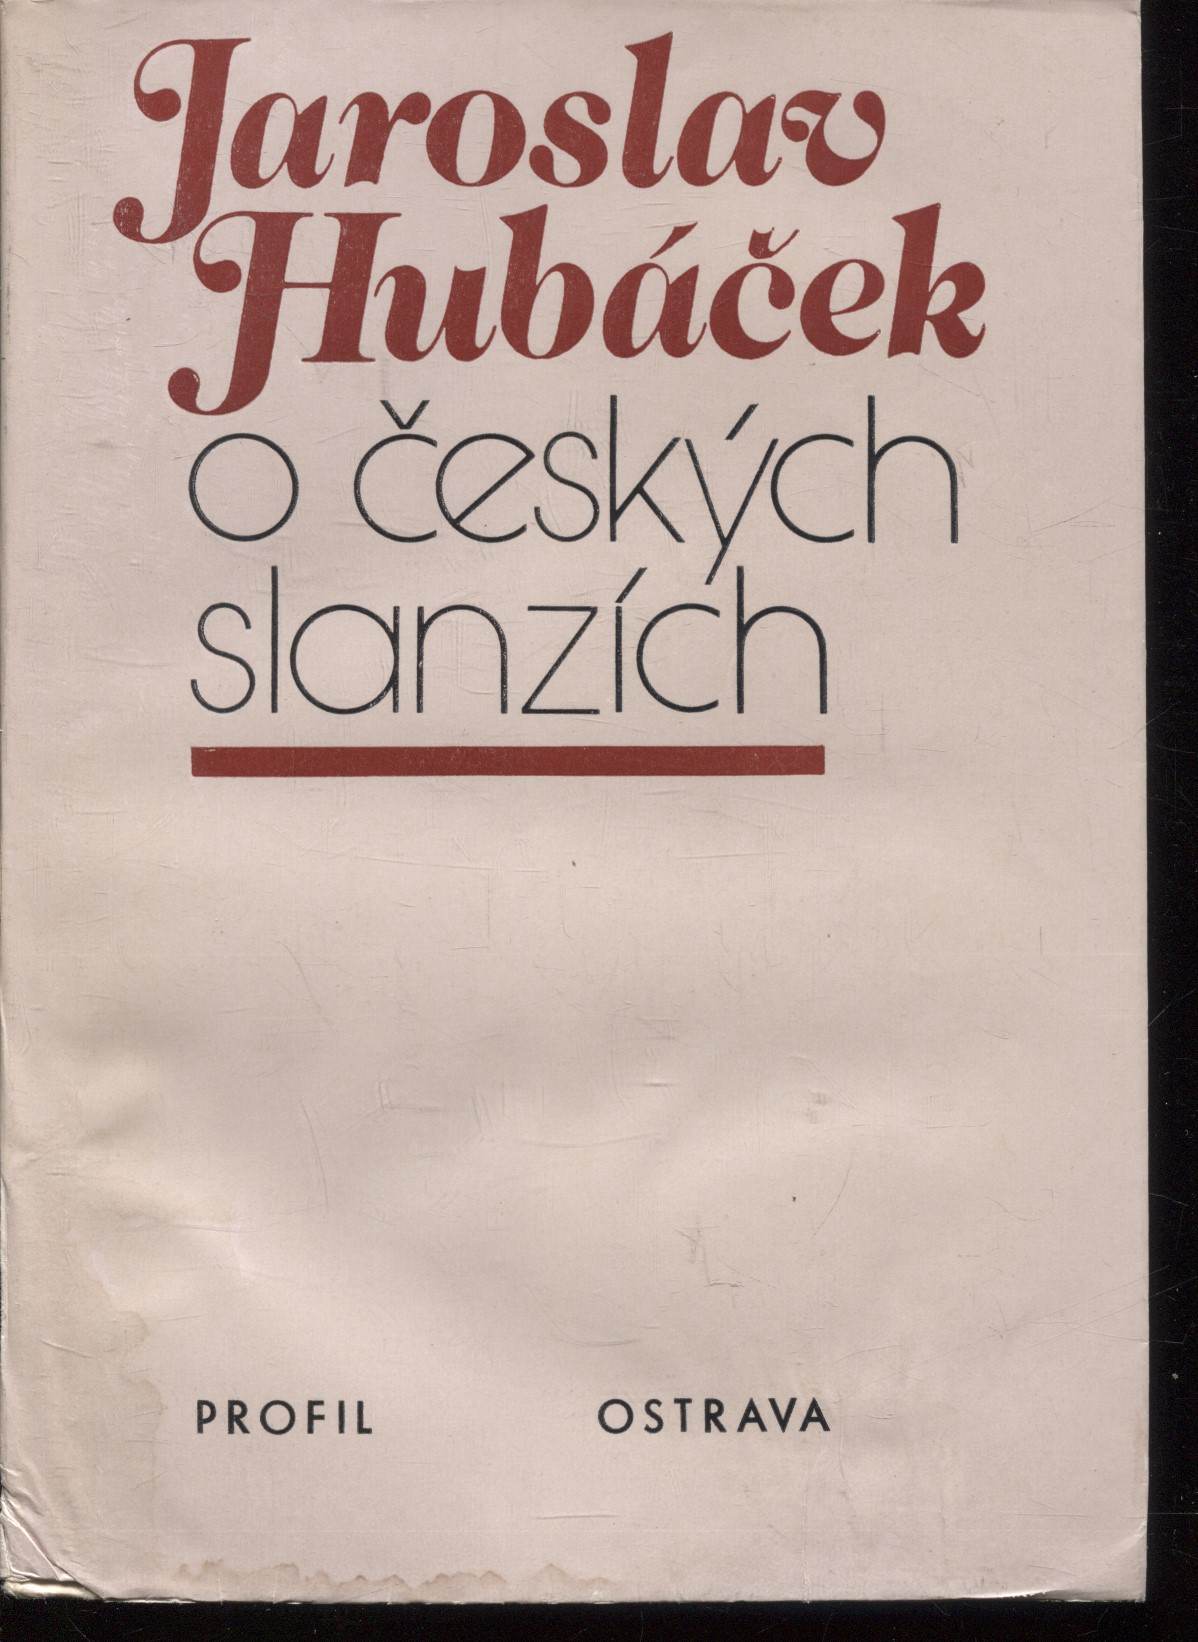 Jaroslav
Hubáček
o českých
slanzích
PROFIL OSTRAVA